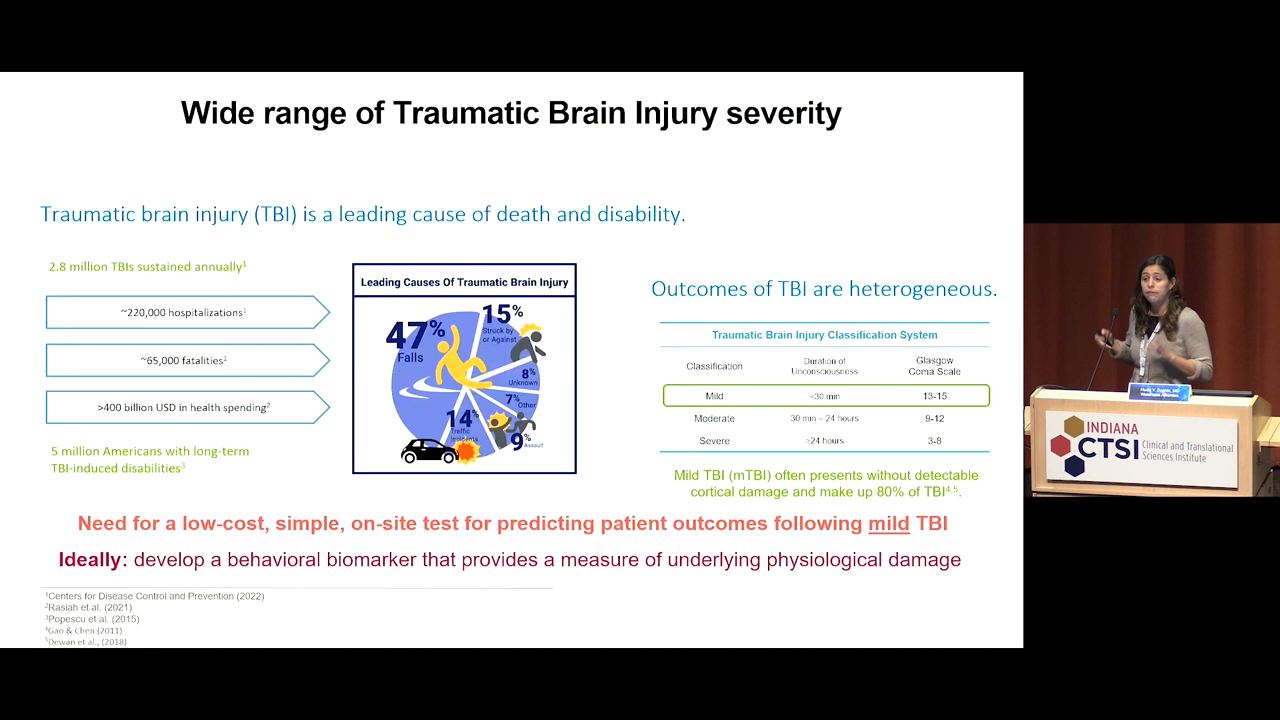 Wide range of Traumatic Brain Injury severity
Traumatic brain injury (TBI) is a leading cause of death and disability.
2.8 million TBIs sustained annually¹
~220,000 hospitalizations¹
~65,000 fatalities¹
>400 billion USD in health spending²
5 million Americans with long-term
TBI-induced disabilities³
Leading Causes Of Traumatic Brain Injury
47%
Falls
15%
Struck by
or Against
8%
Unknown
7%
Other
9%
Assault
14%
Traffic
Incidents
Outcomes of TBI are heterogeneous.
Traumatic Brain Injury Classification System
Classification
Duration of
Unconsciousness
Glasgow
Coma Scale
Mild <30 min 13-15
Moderate 30 min – 24 hours 9-12
Severe >24 hours 3-8
Mild TBI (mTBI) often presents without detectable
cortical damage and make up 80% of TBI⁴,⁵.
Need for a low-cost, simple, on-site test for predicting patient outcomes following mild TBI
Ideally: develop a behavioral biomarker that provides a measure of underlying physiological damage
¹Centers for Disease Control and Prevention (2022)
²Rasiah et al. (2021)
³Popescu et al. (2015)
⁴Gao & Chen (2011)
⁵Dewan et al., (2018)
INDIANA
CTSI
Clinical and Translational
Sciences Institute